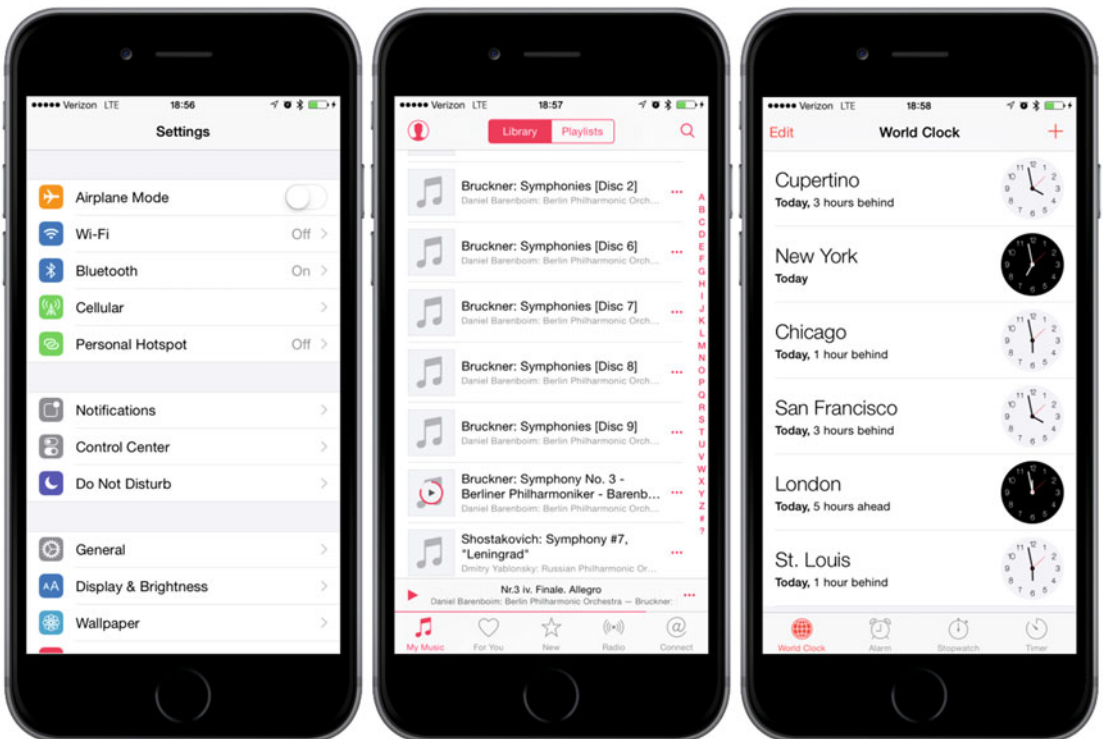 ●●●●● Verizon LTE 18:56
Settings
Airplane Mode
Wi-Fi Off
Bluetooth On
Cellular
Personal Hotspot Off
Notifications
Control Center
Do Not Disturb
General
AA Display & Brightness
Wallpaper
●●●●● Verizon LTE 18:57
Library Playlists
Bruckner: Symphonies [Disc 2]
Daniel Barenboim: Berlin Philharmonic Orch...
Bruckner: Symphonies [Disc 6]
Daniel Barenboim: Berlin Philharmonic Orch...
Bruckner: Symphonies [Disc 7]
Daniel Barenboim: Berlin Philharmonic Orch...
Bruckner: Symphonies [Disc 8]
Daniel Barenboim: Berlin Philharmonic Orch...
Bruckner: Symphonies [Disc 9]
Daniel Barenboim: Berlin Philharmonic Orch...
Bruckner: Symphony No. 3 -
Berliner Philharmoniker - Barenb...
Daniel Barenboim: Berlin Philharmonic Orch...
Shostakovich: Symphony #7,
"Leningrad"
Dmitry Yablonsky: Russian Philharmonic Or...
A
B
C
D
E
F
G
H
I
J
K
L
M
N
O
P
Q
R
S
T
U
V
W
X
Y
Z
#
?
Nr.3 iv. Finale. Allegro
Daniel Barenboim: Berlin Philharmonic Orchestra — Bruckner:
My Music For You New Radio Connect
●●●●● Verizon LTE 18:58
Edit World Clock +
Cupertino
Today, 3 hours behind
New York
Today
Chicago
Today, 1 hour behind
San Francisco
Today, 3 hours behind
London
Today, 5 hours ahead
St. Louis
Today, 1 hour behind
World Clock Alarm Stopwatch Timer